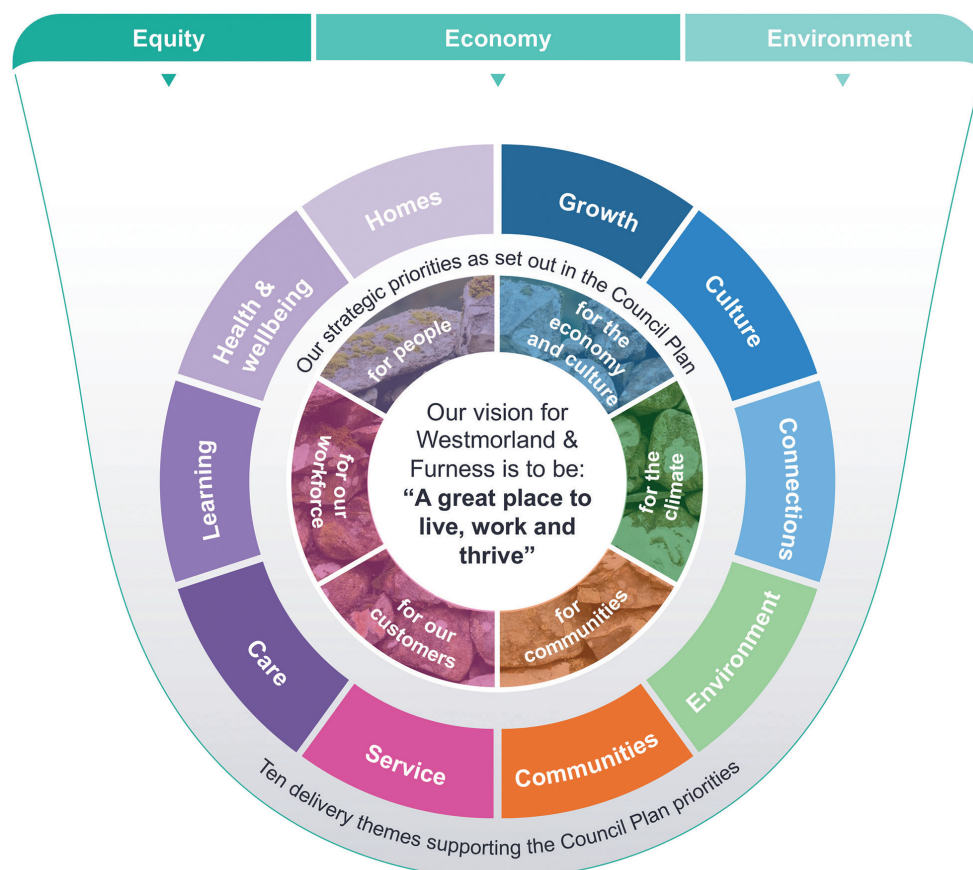 Equity
Economy
Environment
Homes
Growth
Culture
Connections
Environment
Communities
Service
Care
Learning
Health &
wellbeing
Our strategic priorities as set out in the Council Plan
for people
for the
economy
and culture
for the
climate
for
communities
for our
customers
for our
workforce
Our vision for
Westmorland &
Furness is to be:
“A great place to
live, work and
thrive”
Ten delivery themes supporting the Council Plan priorities